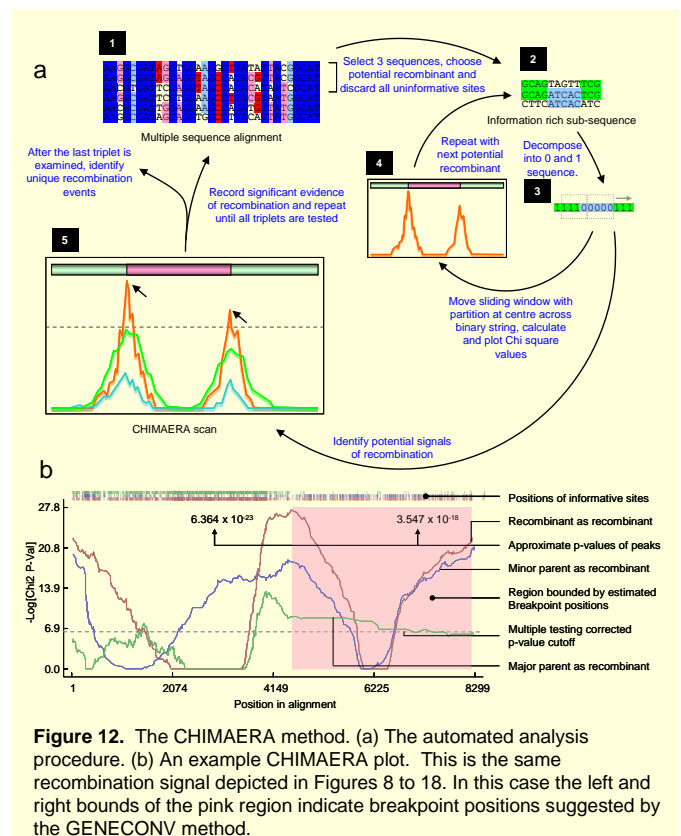 a
1
Multiple sequence alignment
Select 3 sequences, choose
potential recombinant and
discard all uninformative sites
2
GCAGTAGTTTCG
GCAGATCACTCG
CTTCATCACATC
Information rich sub-sequence
Decompose
into 0 and 1
sequence.
3
111100000111
Move sliding window with
partition at centre across
binary string, calculate
and plot Chi square
values
4
Repeat with
next potential
recombinant
Identify potential signals
of recombination
5
CHIMAERA scan
Record significant evidence
of recombination and repeat
until all triplets are tested
After the last triplet is
examined, identify
unique recombination
events
b
27.8
20.8
13.9
6.9
0.0
-Log[Chi2 P-Val]
6.364 x 10-23
3.547 x 10-18
1
2074
4149
6225
8299
Position in alignment
Positions of informative sites
Recombinant as recombinant
Approximate p-values of peaks
Minor parent as recombinant
Region bounded by estimated
Breakpoint positions
Multiple testing corrected
p-value cutoff
Major parent as recombinant
Figure 12. The CHIMAERA method. (a) The automated analysis
procedure. (b) An example CHIMAERA plot. This is the same
recombination signal depicted in Figures 8 to 18. In this case the left and
right bounds of the pink region indicate breakpoint positions suggested by
the GENECONV method.